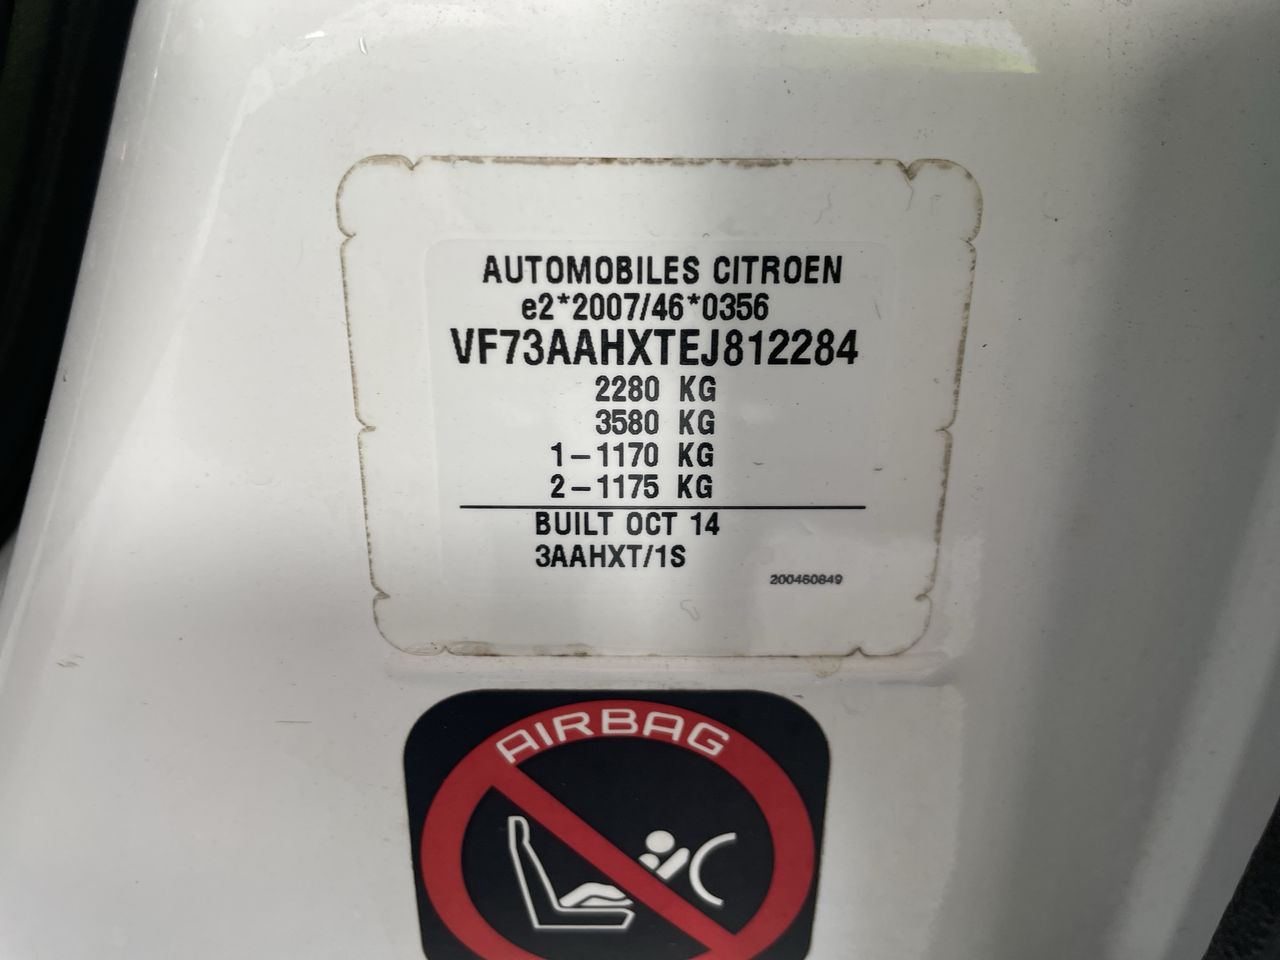 AUTOMOBILES CITROEN
e2*2007/46*0356
VF73AAHXTEJ812284
2280 KG
3580 KG
1-1170 KG
2-1175 KG
BUILT OCT 14
3AAHXT/1S
200460849
AIRBAG